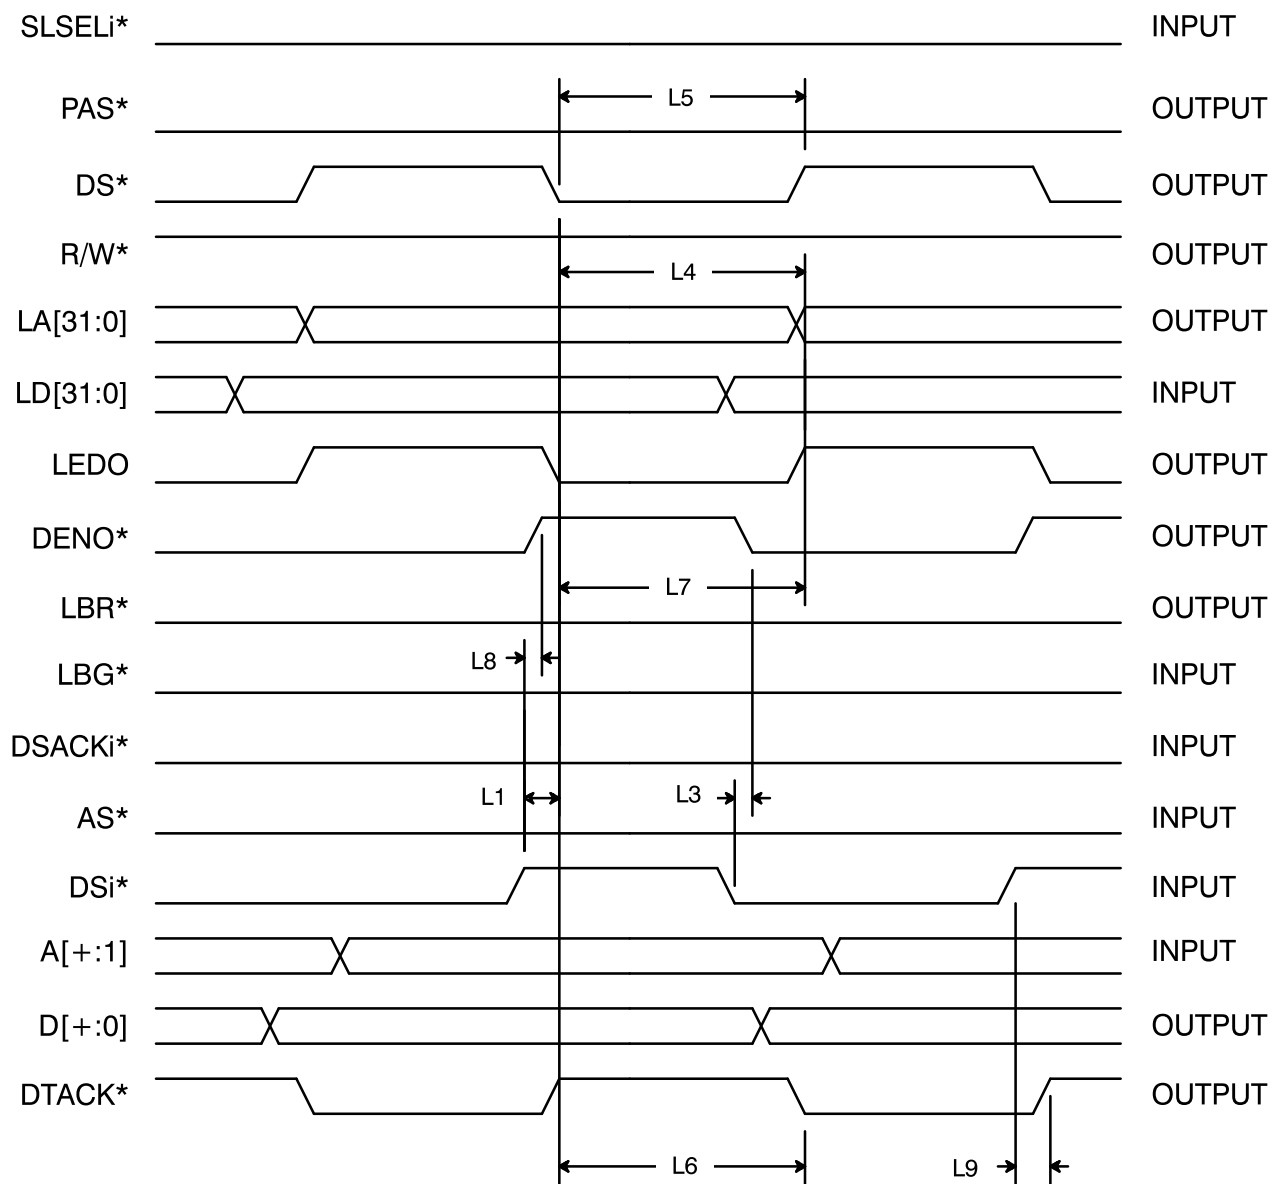 SLSELi* INPUT
L5
PAS* OUTPUT
DS* OUTPUT
R/W* OUTPUT
L4
LA[31:0] OUTPUT
LD[31:0] INPUT
LEDO OUTPUT
DENO* OUTPUT
L7
LBR* OUTPUT
L8
LBG* INPUT
DSACKi* INPUT
L1 L3
AS* INPUT
DSi* INPUT
A[+:1] INPUT
D[+:0] OUTPUT
DTACK* OUTPUT
L6 L9